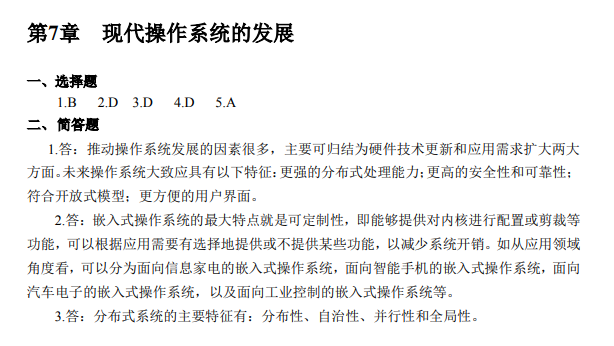 第7章　现代操作系统的发展
一、选择题
1.B 2.D 3.D 4.D 5.A
二、简答题
1.答：推动操作系统发展的因素很多，主要可归结为硬件技术更新和应用需求扩大两大
方面。未来操作系统大致应具有以下特征：更强的分布式处理能力；更高的安全性和可靠性；
符合开放式模型；更方便的用户界面。
2.答：嵌入式操作系统的最大特点就是可定制性，即能够提供对内核进行配置或剪裁等
功能，可以根据应用需要有选择地提供或不提供某些功能，以减少系统开销。如从应用领域
角度看，可以分为面向信息家电的嵌入式操作系统，面向智能手机的嵌入式操作系统，面向
汽车电子的嵌入式操作系统，以及面向工业控制的嵌入式操作系统等。
3.答：分布式系统的主要特征有：分布性、自治性、并行性和全局性。